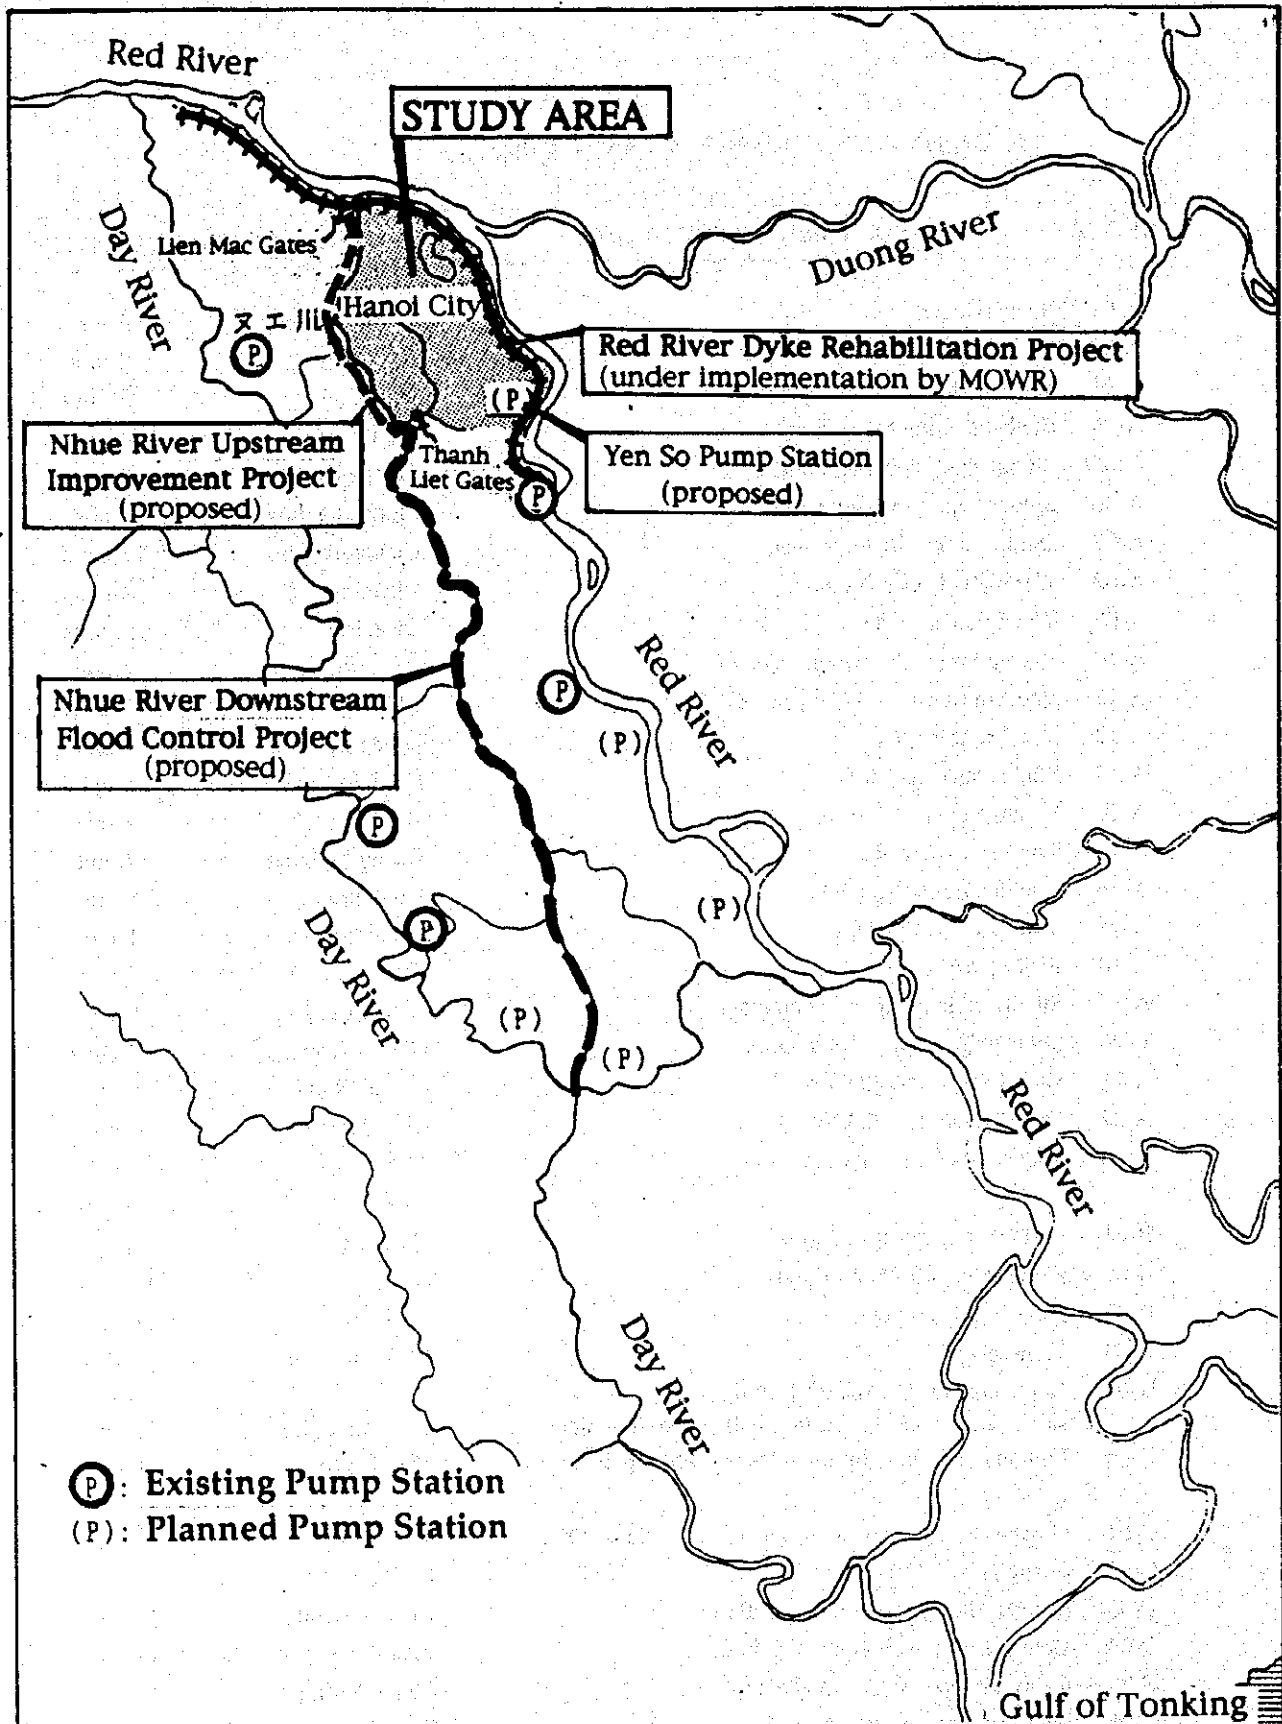 Red River
STUDY AREA
Day River
Lien Mac Gates
Duong River
ヌエ川
Hanoi City
P
Red River Dyke Rehabilitation Project
(under implementation by MOWR)
(P)
Nhue River Upstream
Improvement Project
(proposed)
Thanh
Liet Gates
Yen So Pump Station
(proposed)
P
Red River
P
Nhue River Downstream
Flood Control Project
(proposed)
(P)
P
(P)
P
Day River
(P)
(P)
Red River
Day River
P : Existing Pump Station
(P) : Planned Pump Station
Gulf of Tonking